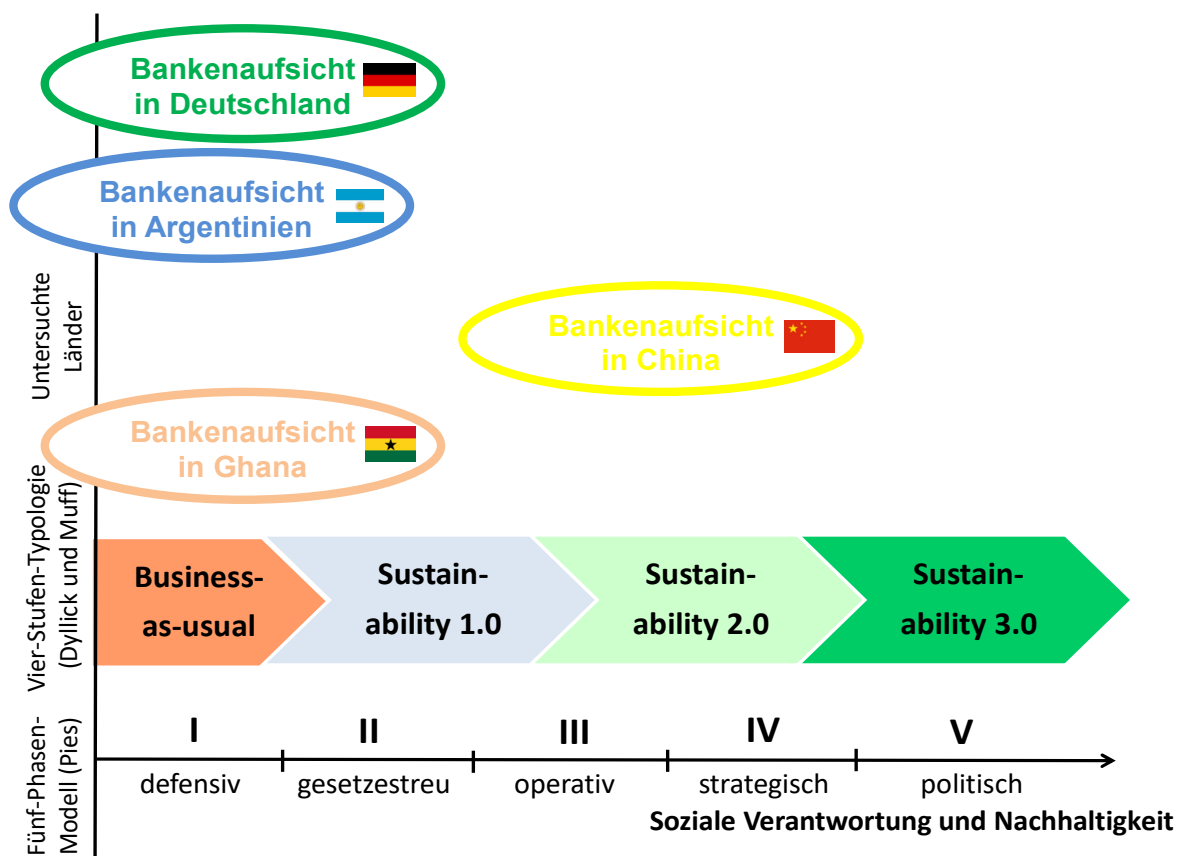 Bankenaufsicht
in Deutschland
Bankenaufsicht
in Argentinien
Untersuchte
Länder
Bankenaufsicht
in China
Bankenaufsicht
in Ghana
Vier-Stufen-Typologie
(Dyllick und Muff)
Business-
as-usual
Sustain-
ability 1.0
Sustain-
ability 2.0
Sustain-
ability 3.0
Fünf-Phasen-
Modell (Pies)
I II III IV V
defensiv gesetzestreu operativ strategisch politisch
Soziale Verantwortung und Nachhaltigkeit